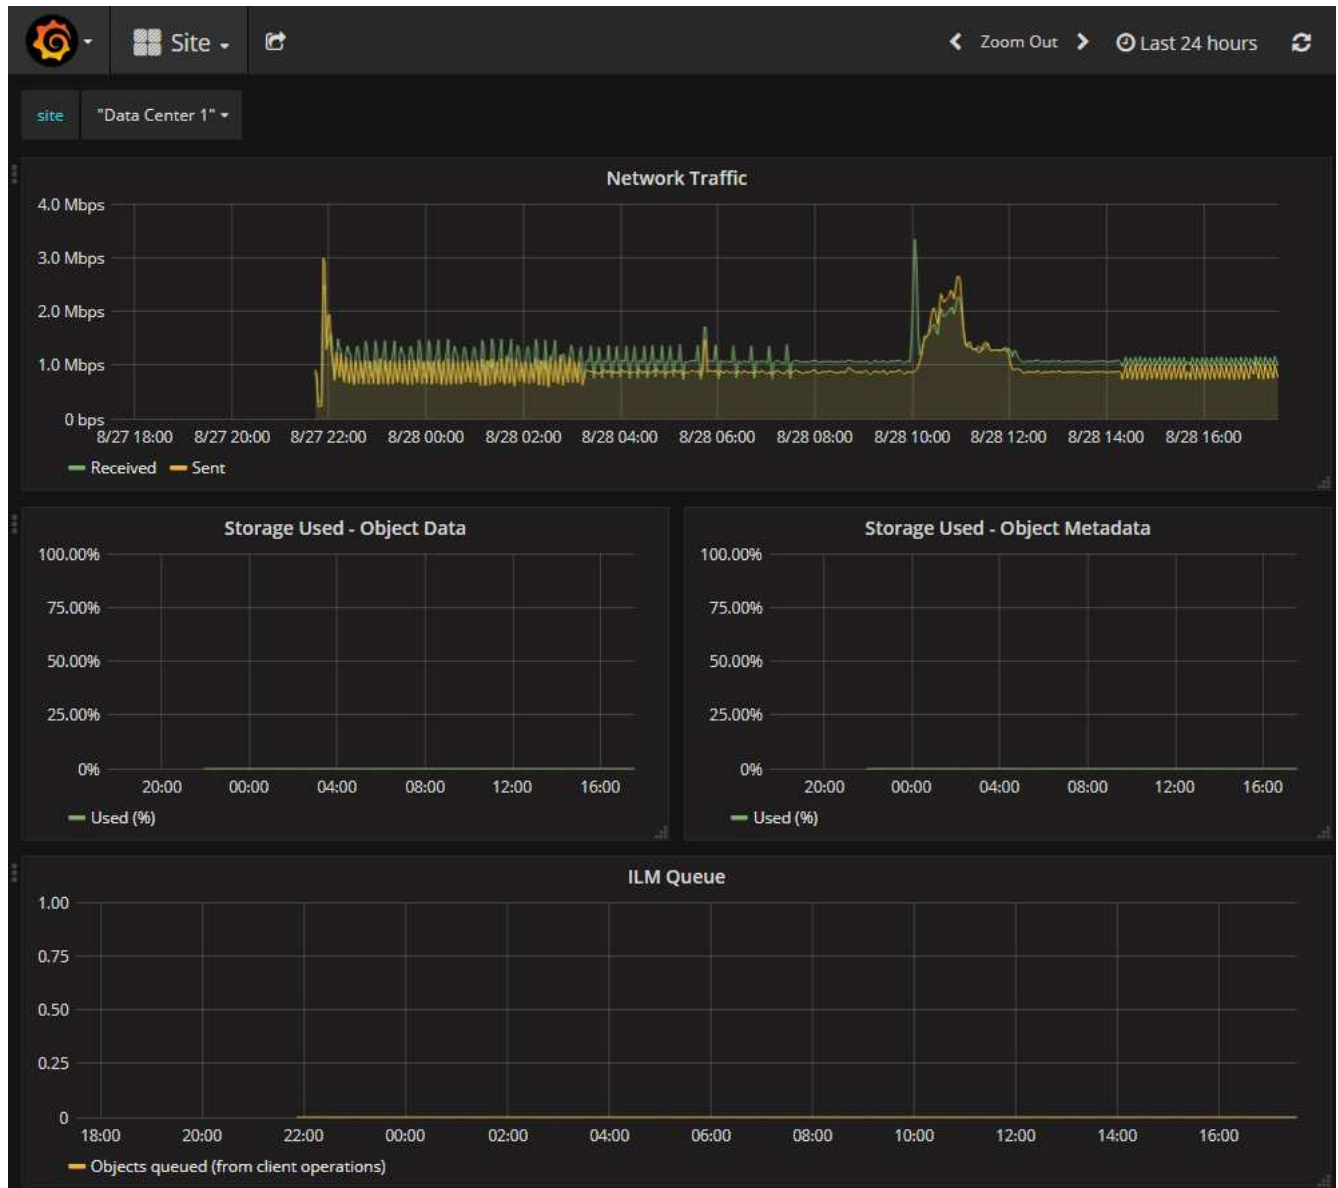 Site
Zoom Out
Last 24 hours
site "Data Center 1"
Network Traffic
4.0 Mbps
3.0 Mbps
2.0 Mbps
1.0 Mbps
0 bps
8/27 18:00 8/27 20:00 8/27 22:00 8/28 00:00 8/28 02:00 8/28 04:00 8/28 06:00 8/28 08:00 8/28 10:00 8/28 12:00 8/28 14:00 8/28 16:00
Received Sent
Storage Used - Object Data
100.00%
75.00%
50.00%
25.00%
0%
20:00 00:00 04:00 08:00 12:00 16:00
Used (%)
Storage Used - Object Metadata
100.00%
75.00%
50.00%
25.00%
0%
20:00 00:00 04:00 08:00 12:00 16:00
Used (%)
ILM Queue
1.00
0.75
0.50
0.25
0
18:00 20:00 22:00 00:00 02:00 04:00 06:00 08:00 10:00 12:00 14:00 16:00
Objects queued (from client operations)